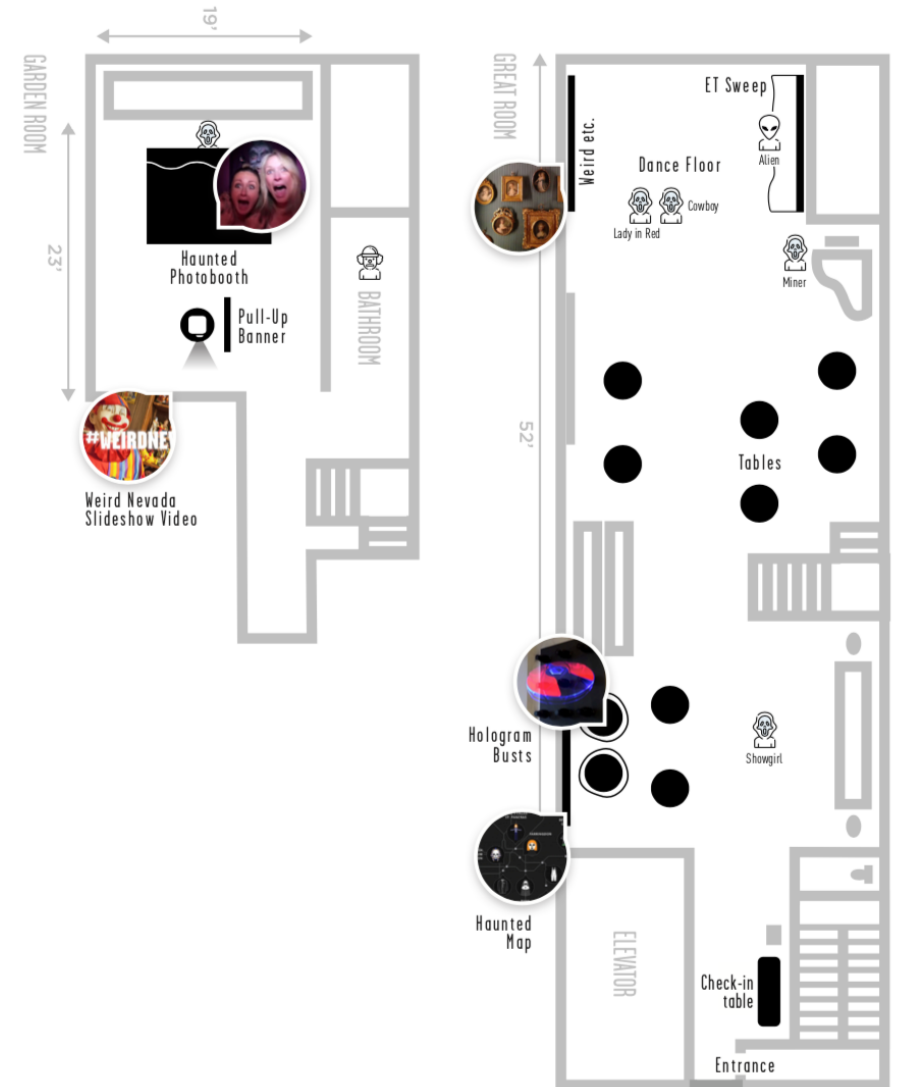 19'
GARDEN ROOM
23'
Haunted
Photobooth
Pull-Up
Banner
BATHROOM
#WEIRDNE
Weird Nevada
Slideshow Video
GREAT ROOM
52'
Weird etc.
ET Sweep
Alien
Dance Floor
Lady in Red
Cowboy
Miner
Tables
Hologram
Busts
Showgirl
Haunted
Map
ELEVATOR
Check-in
table
Entrance